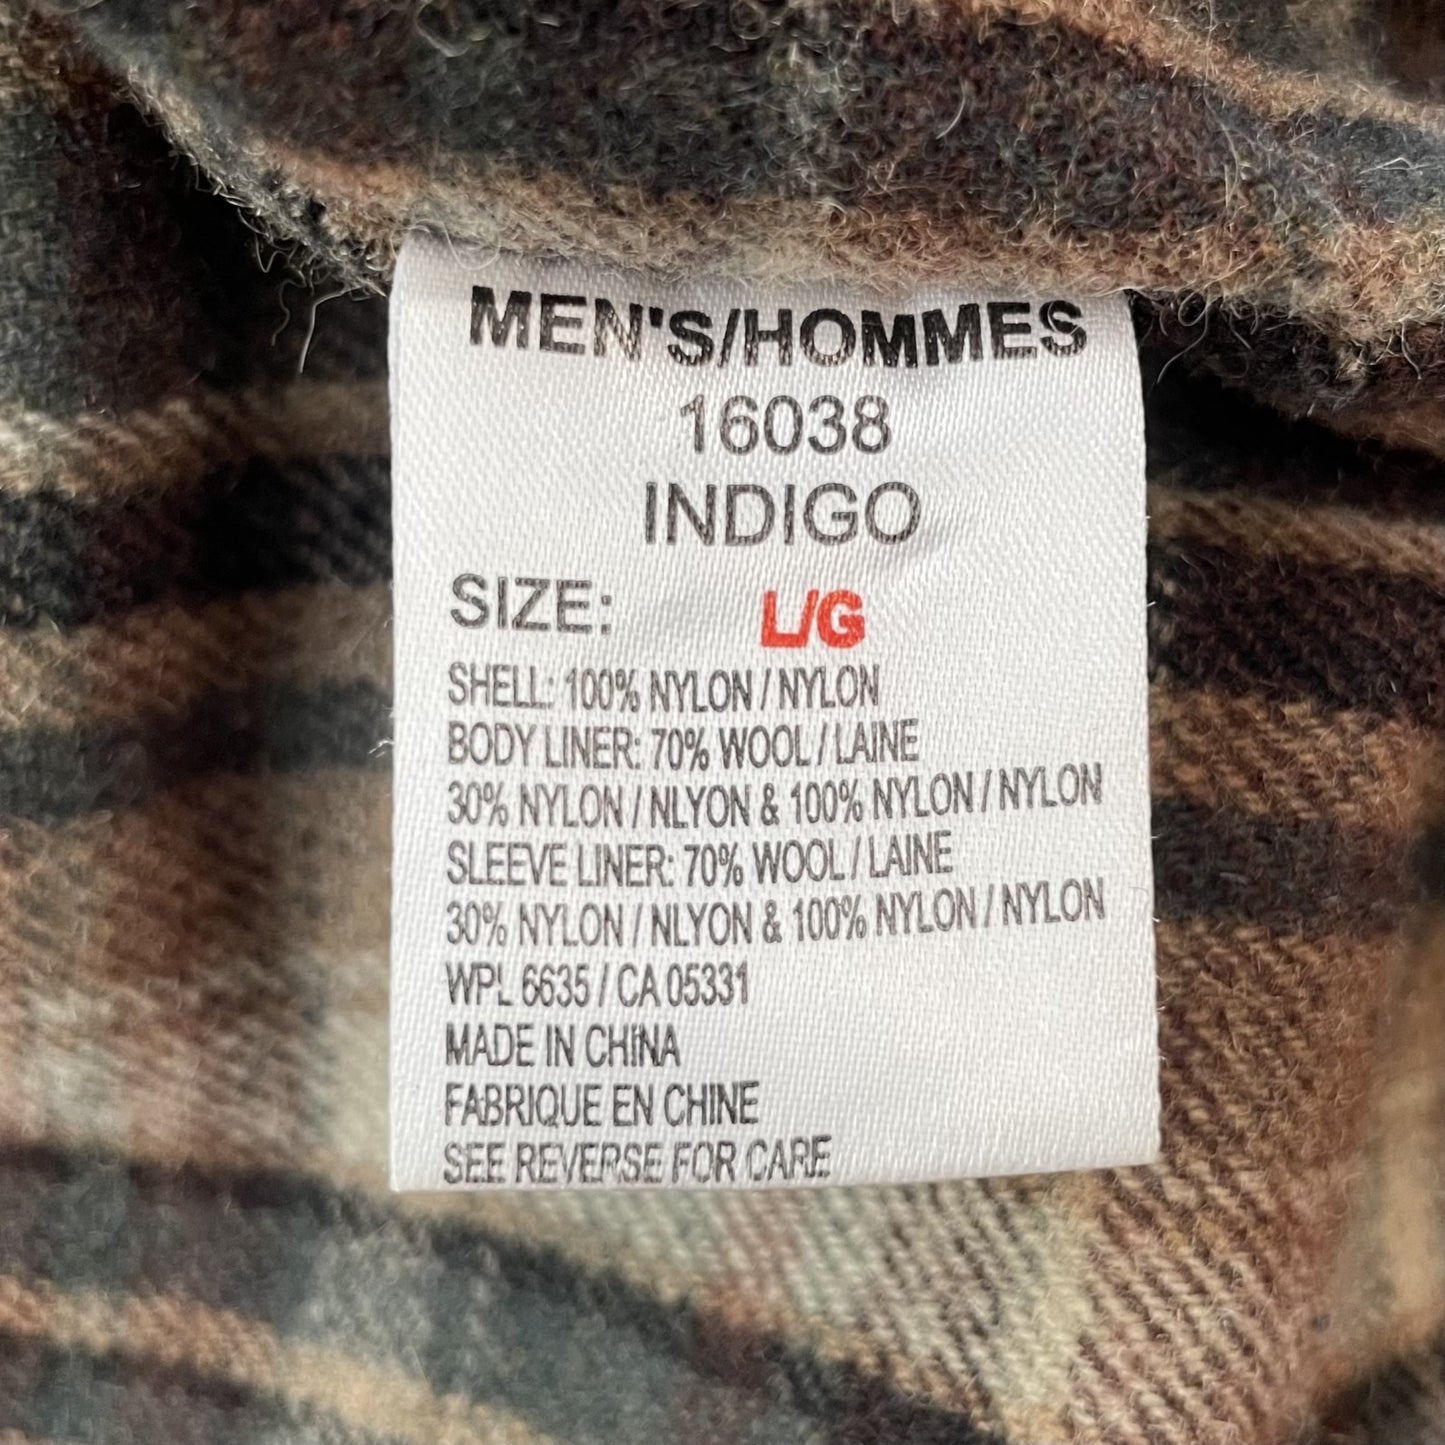 MEN'S/HOMMES
16038
INDIGO
SIZE: L/G
SHELL: 100% NYLON / NYLON
BODY LINER: 70% WOOL / LAINE
30% NYLON / NLYON & 100% NYLON / NYLON
SLEEVE LINER: 70% WOOL / LAINE
30% NYLON / NLYON & 100% NYLON / NYLON
WPL 6635 / CA 05331
MADE IN CHINA
FABRIQUE EN CHINE
SEE REVERSE FOR CARE